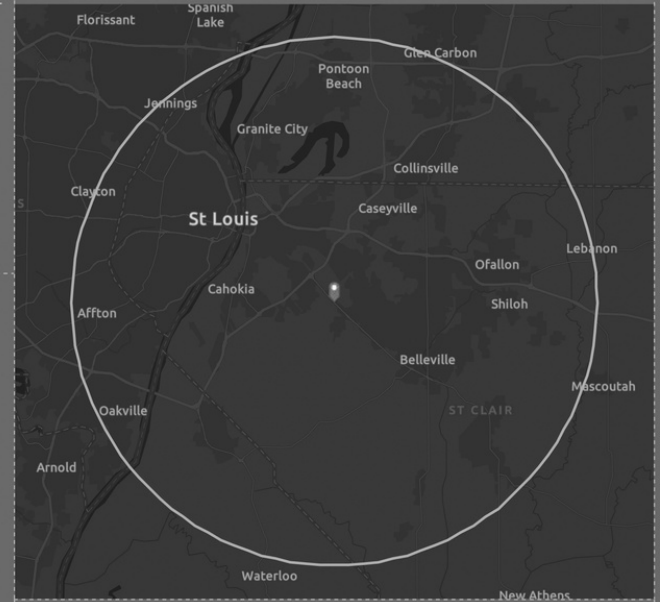 Spanish
Lake
Florissant
Glen Carbon
Pontoon
Beach
Jennings
Granite City
Collinsville
Clayton
S
Caseyville
St Louis
Lebanon
Ofallon
Cahokia
Shiloh
Affton
Belleville
Mascoutah
Oakville
ST CLAIR
Arnold
Waterloo
New Athens